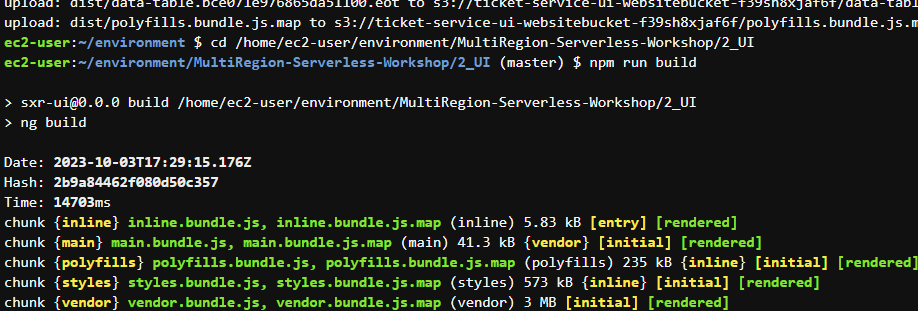 upload: dist/data-table.bce071e976865da51100.eot to s3://ticket-service-ui-websitebucket-f39sh8xjaf6f/data-tabl
upload: dist/polyfills.bundle.js.map to s3://ticket-service-ui-websitebucket-f39sh8xjaf6f/polyfills.bundle.js.m
ec2-user:~/environment $ cd /home/ec2-user/environment/MultiRegion-Serverless-Workshop/2_UI
ec2-user:~/environment/MultiRegion-Serverless-Workshop/2_UI (master) $ npm run build
> sxr-ui@0.0.0 build /home/ec2-user/environment/MultiRegion-Serverless-Workshop/2_UI
> ng build
Date: 2023-10-03T17:29:15.176Z
Hash: 2b9a84462f080d50c357
Time: 14703ms
chunk {inline} inline.bundle.js, inline.bundle.js.map (inline) 5.83 kB [entry] [rendered]
chunk {main} main.bundle.js, main.bundle.js.map (main) 41.3 kB {vendor} [initial] [rendered]
chunk {polyfills} polyfills.bundle.js, polyfills.bundle.js.map (polyfills) 235 kB {inline} [initial] [rendered]
chunk {styles} styles.bundle.js, styles.bundle.js.map (styles) 573 kB {inline} [initial] [rendered]
chunk {vendor} vendor.bundle.js, vendor.bundle.js.map (vendor) 3 MB [initial] [rendered]